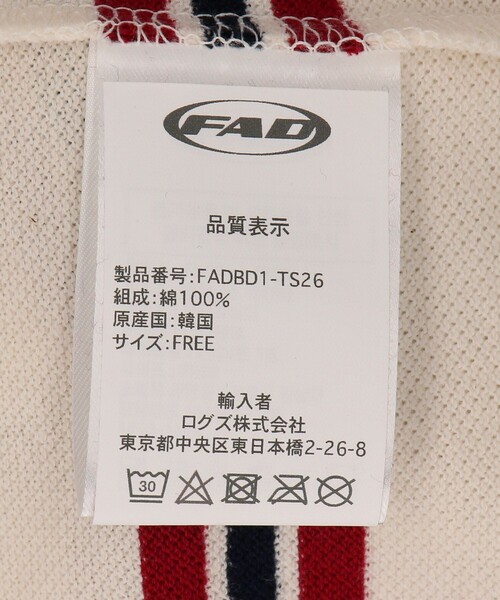 FAD
品質表示
製品番号:FADBD1-TS26
組成:綿100%
原産国:韓国
サイズ:FREE
輸入者
ログズ株式会社
東京都中央区東日本橋2-26-8
30